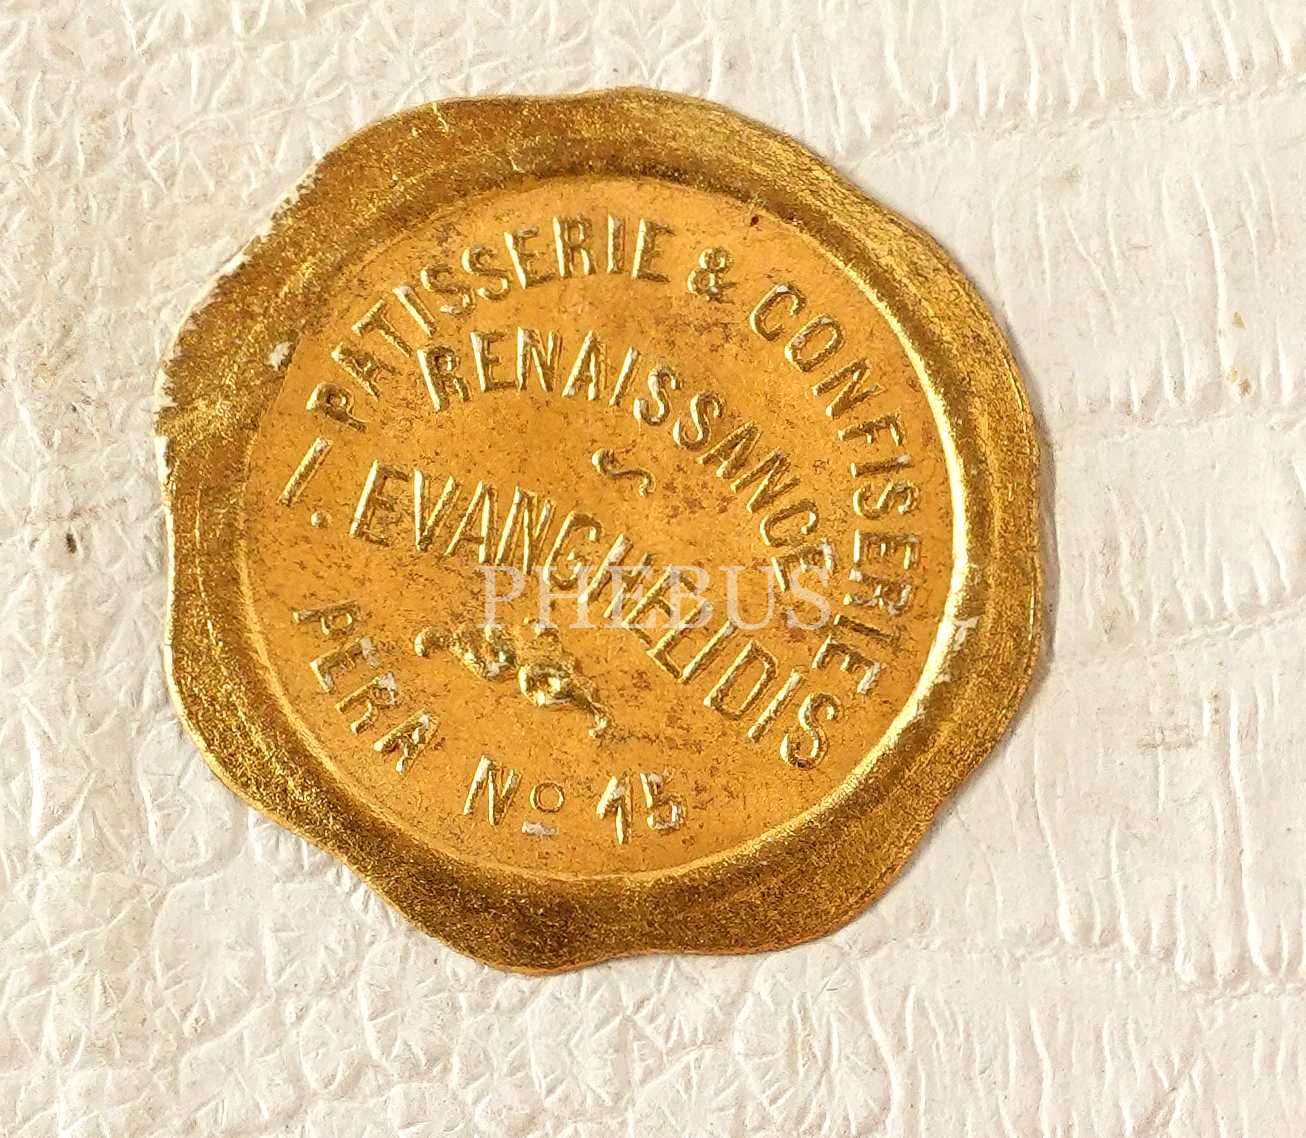 PATISSERIE & CONFISERIE
RENAISSANCE
I. EVANGHELIDIS
PERA No 15
PHEBUS